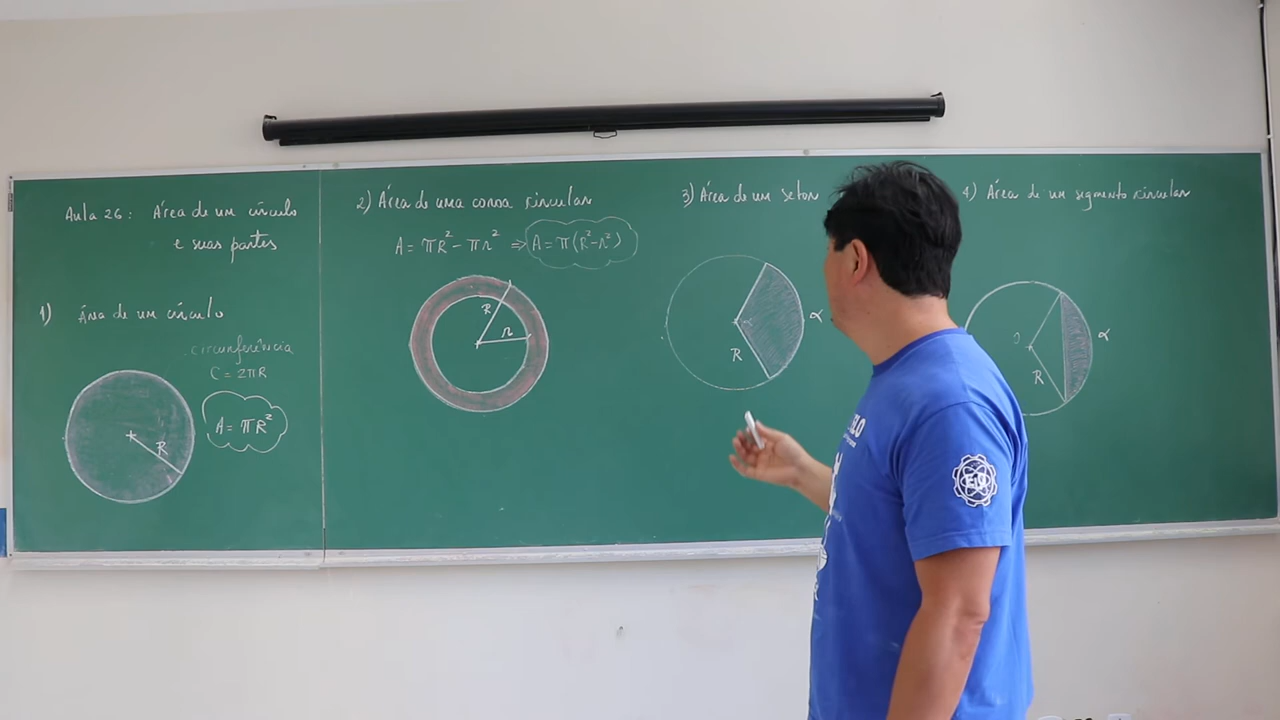 Aula 26: Área de um círculo
e suas partes
1) Área de um círculo
circunferência
C = 2πR
A = πR²
R
2) Área de uma coroa circular
A = πR² - πr² ⇒ A = π(R²-r²)
R
r
3) Área de um setor
α
R
4) Área de um segmento circular
O
α
R
ELO